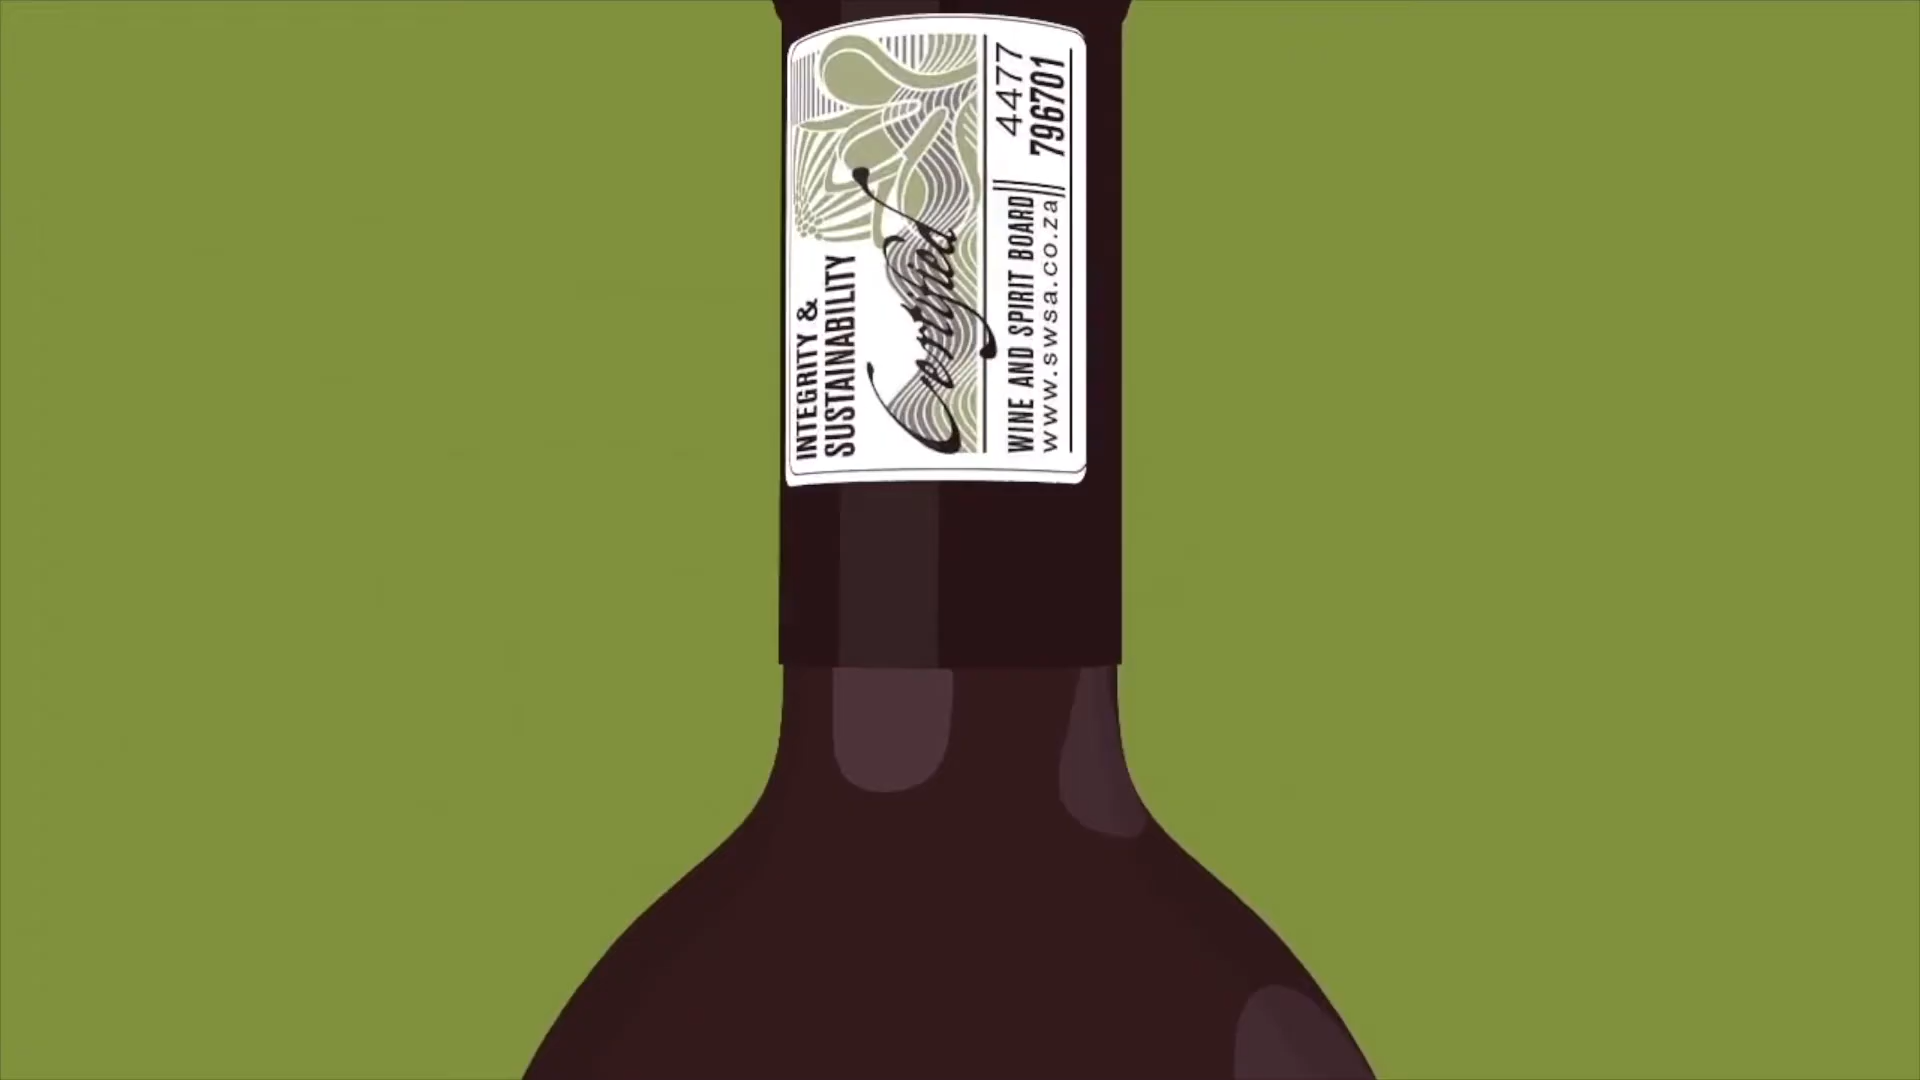 INTEGRITY &
SUSTAINABILITY
Certified
WINE AND SPIRIT BOARD
www.swsa.co.za
4477
796701